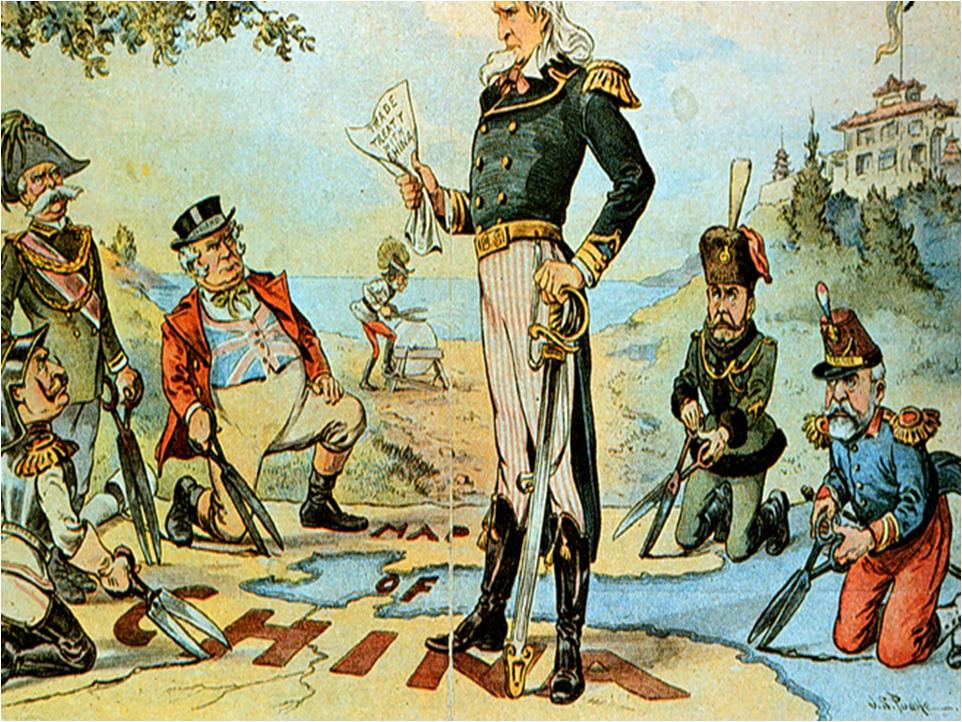 TRADE
TREATY
WITH
CHINA
MAP
OF
CHINA
J.S. Pughe